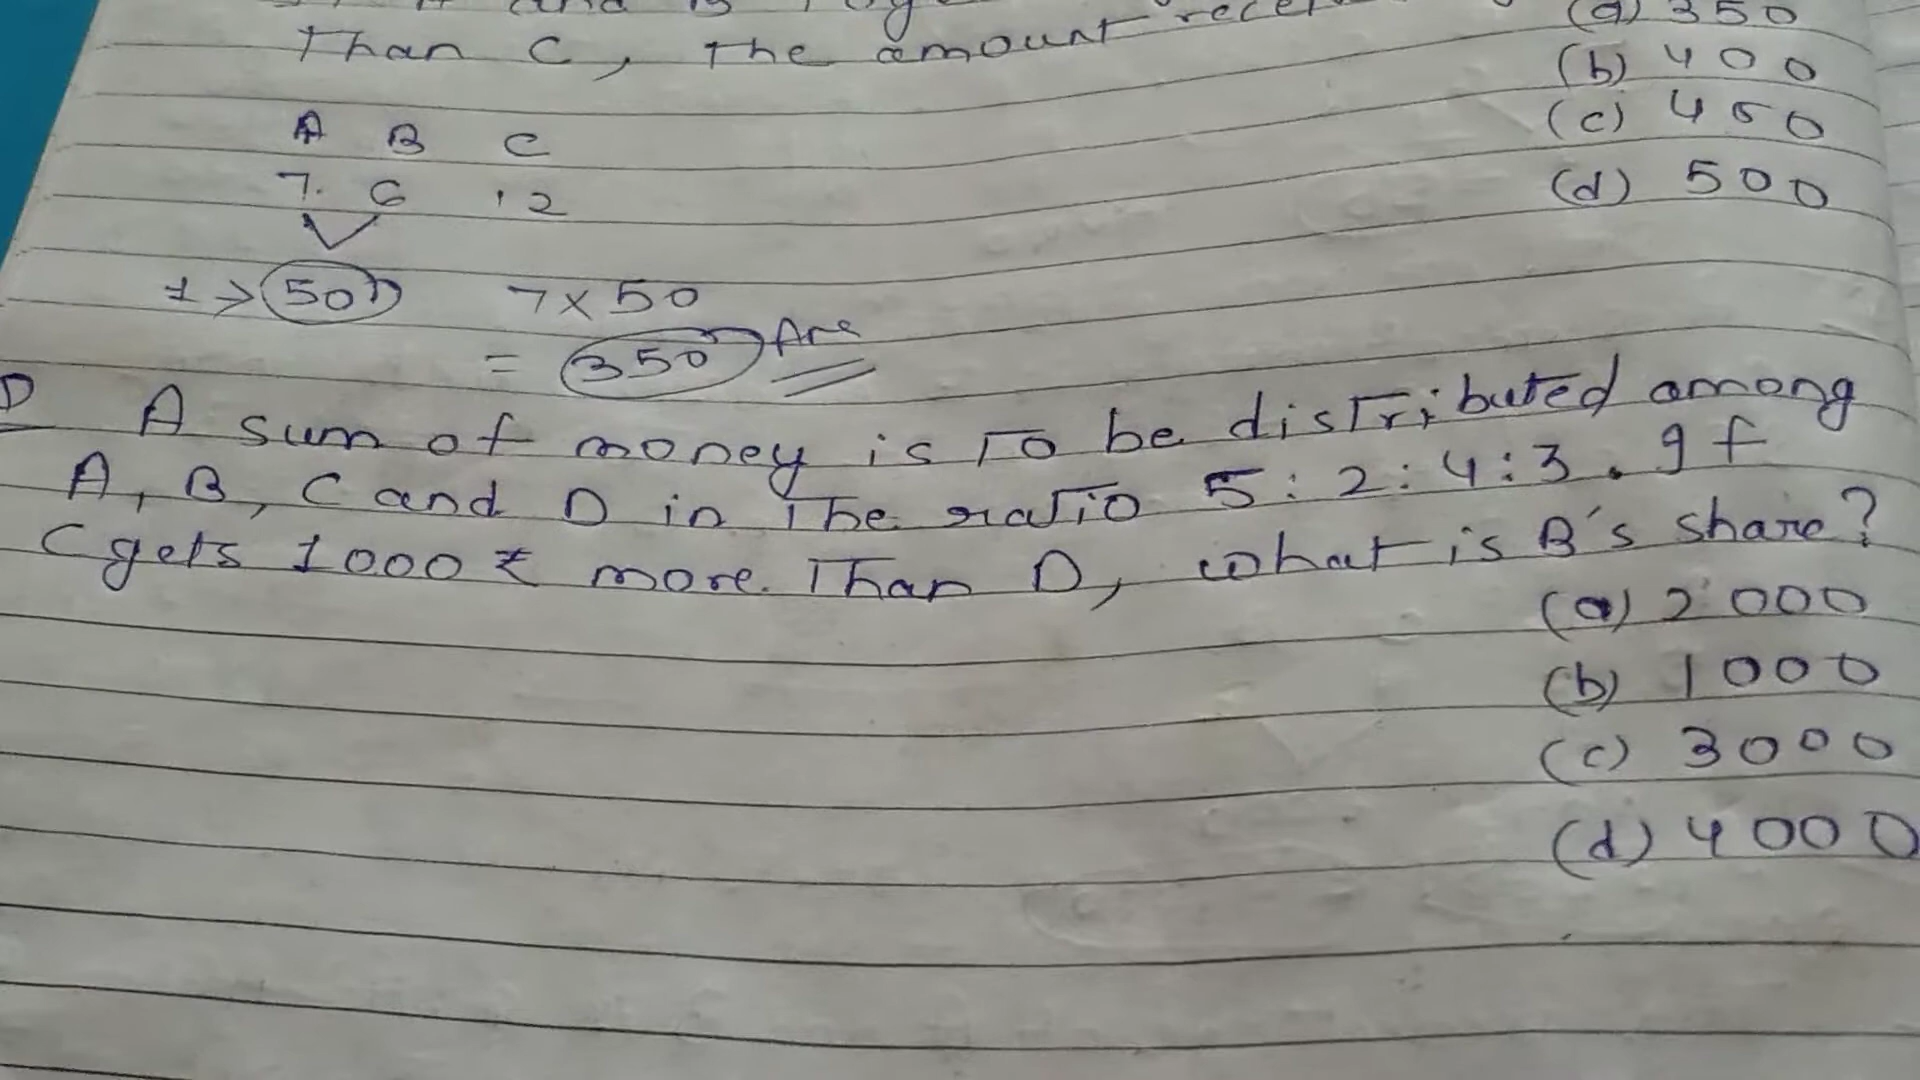 Than C, The amount
(a) 350
(b) 400
(c) 450
(d) 500
A B C
7. 6 12
1 → 50
7 × 50
= 350 Ans
A sum of money is To be distributed among
A, B, C and D in The ratio 5 : 2 : 4 : 3. If
C gets 1000 ₹ more. Than D, what is B's share?
(a) 2000
(b) 1000
(c) 3000
(d) 4000